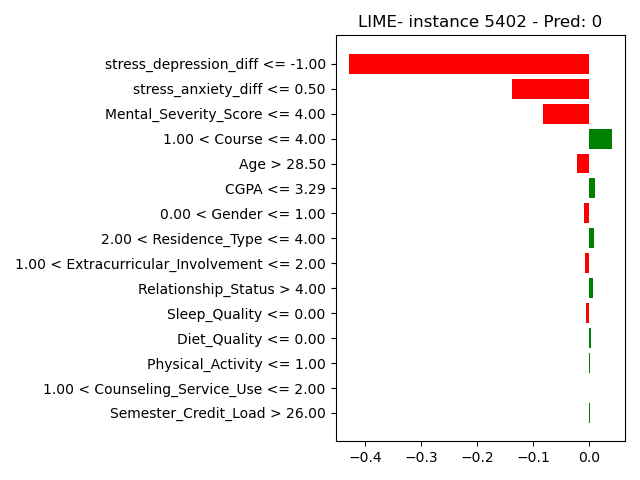 LIME- instance 5402 - Pred: 0
stress_depression_diff <= -1.00
stress_anxiety_diff <= 0.50
Mental_Severity_Score <= 4.00
1.00 < Course <= 4.00
Age > 28.50
CGPA <= 3.29
0.00 < Gender <= 1.00
2.00 < Residence_Type <= 4.00
1.00 < Extracurricular_Involvement <= 2.00
Relationship_Status > 4.00
Sleep_Quality <= 0.00
Diet_Quality <= 0.00
Physical_Activity <= 1.00
1.00 < Counseling_Service_Use <= 2.00
Semester_Credit_Load > 26.00
−0.4 −0.3 −0.2 −0.1 0.0